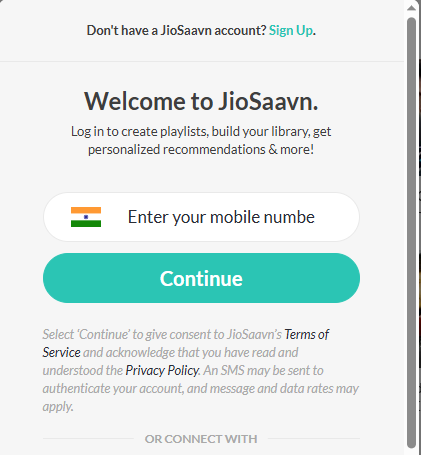 Don't have a JioSaavn account? Sign Up.
Welcome to JioSaavn.
Log in to create playlists, build your library, get
personalized recommendations & more!
Enter your mobile numbe
Continue
Select 'Continue' to give consent to JioSaavn's Terms of
Service and acknowledge that you have read and
understood the Privacy Policy. An SMS may be sent to
authenticate your account, and message and data rates may
apply.
OR CONNECT WITH